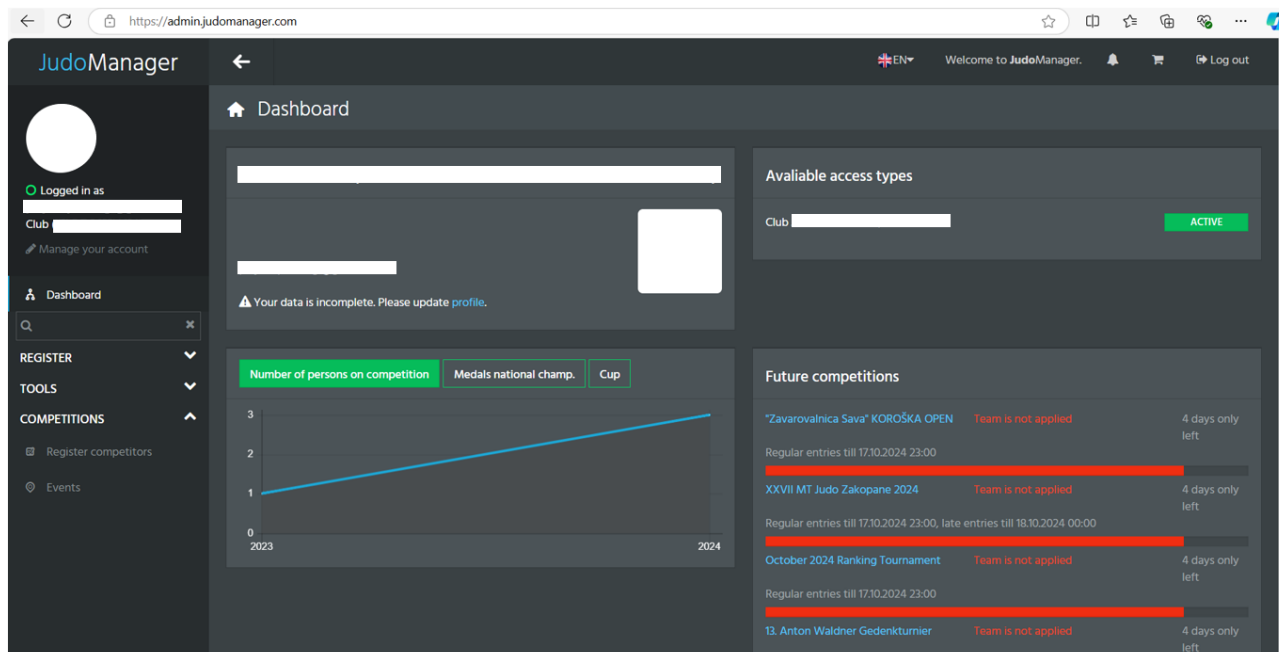 https://admin.judomanager.com
JudoManager
EN
Welcome to JudoManager.
Log out
Dashboard
Logged in as
Club
Manage your account
Dashboard
REGISTER
TOOLS
COMPETITIONS
Register competitors
Events
Your data is incomplete. Please update profile.
Avaliable access types
Club
ACTIVE
Number of persons on competition
Medals national champ.
Cup
3
2
1
0
2023
2024
Future competitions
"Zavarovalnica Sava" KOROŠKA OPEN
Team is not applied
4 days only
left
Regular entries till 17.10.2024 23:00
XXVII MT Judo Zakopane 2024
Team is not applied
4 days only
left
Regular entries till 17.10.2024 23:00, late entries till 18.10.2024 00:00
October 2024 Ranking Tournament
Team is not applied
4 days only
left
Regular entries till 17.10.2024 23:00
13. Anton Waldner Gedenkturnier
Team is not applied
4 days only
left